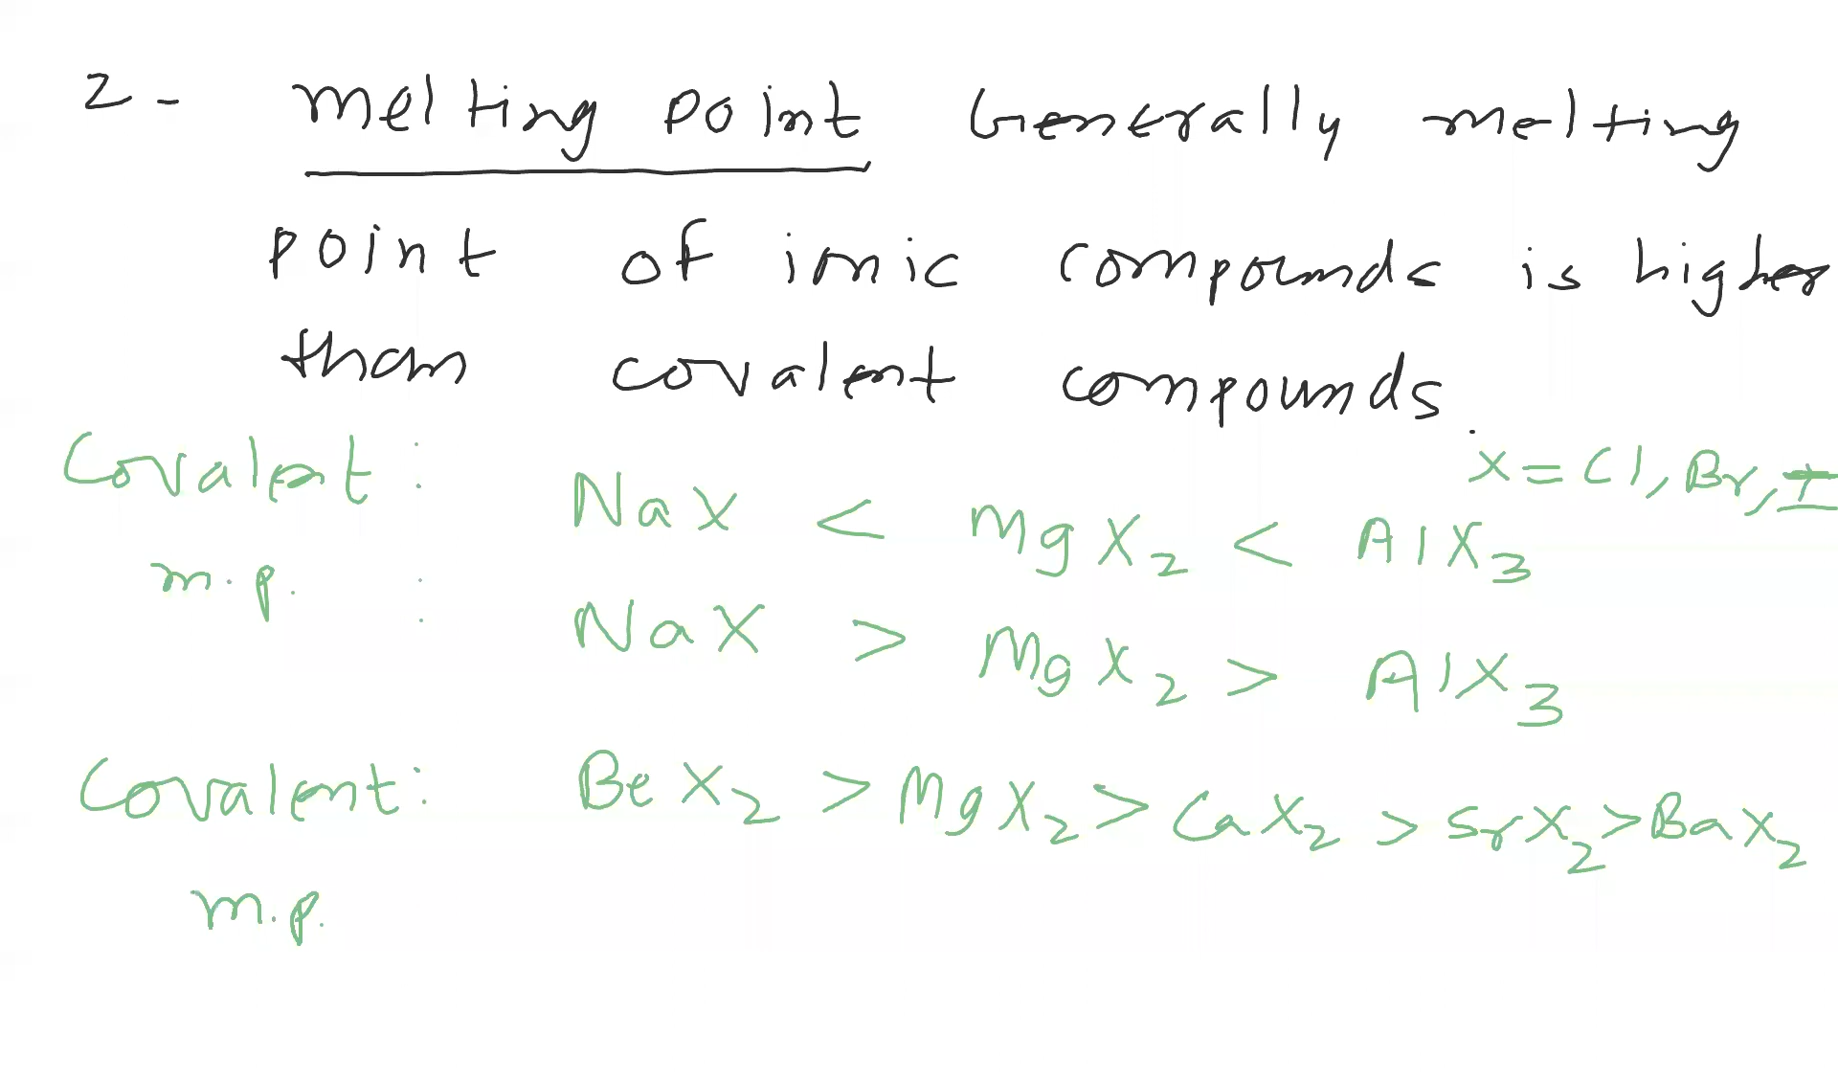 2- melting point Generally melting
point of ionic compounds is higher
than covalent compounds.
X=Cl, Br, I
Covalent : NaX < MgX2 < AlX3
m.p. : NaX > MgX2 > AlX3
Covalent: BeX2 > MgX2 > CaX2 > SrX2 > BaX2
m.p.